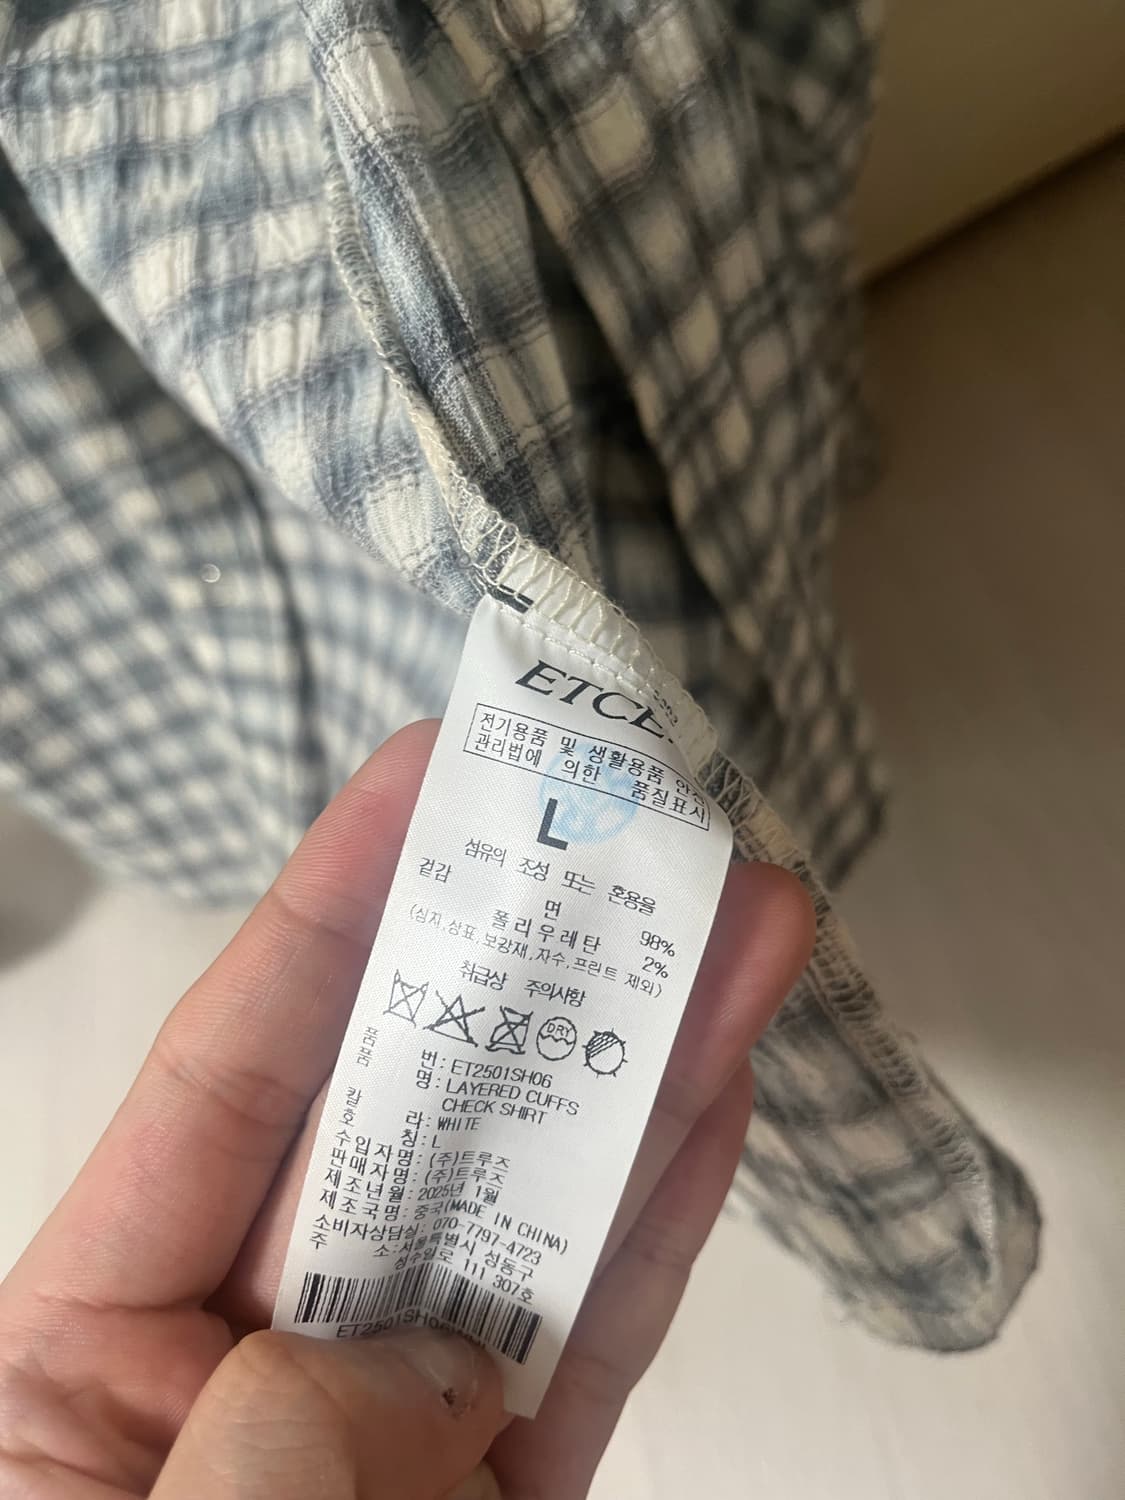 전기용품 및 생활용품
관리법에 의한 품질표시
L
섬유의 조성 또는 혼용율
겉감
면 98%
폴리우레탄 2%
(심지,상표,보강재,자수,프린트 제외)
취급상 주의사항
DRY
품 번: ET2501SH06
품 명: LAYERED CUFFS
CHECK SHIRT
칼 라: WHITE
호 칭: L
수입자명: (주)트루즈
판매자명: (주)트루즈
제조년월: 2025년 1월
제조국명: 중국(MADE IN CHINA)
소비자상담실: 070-7797-4723
주 소: 서울특별시 성동구
성수일로 111 307호